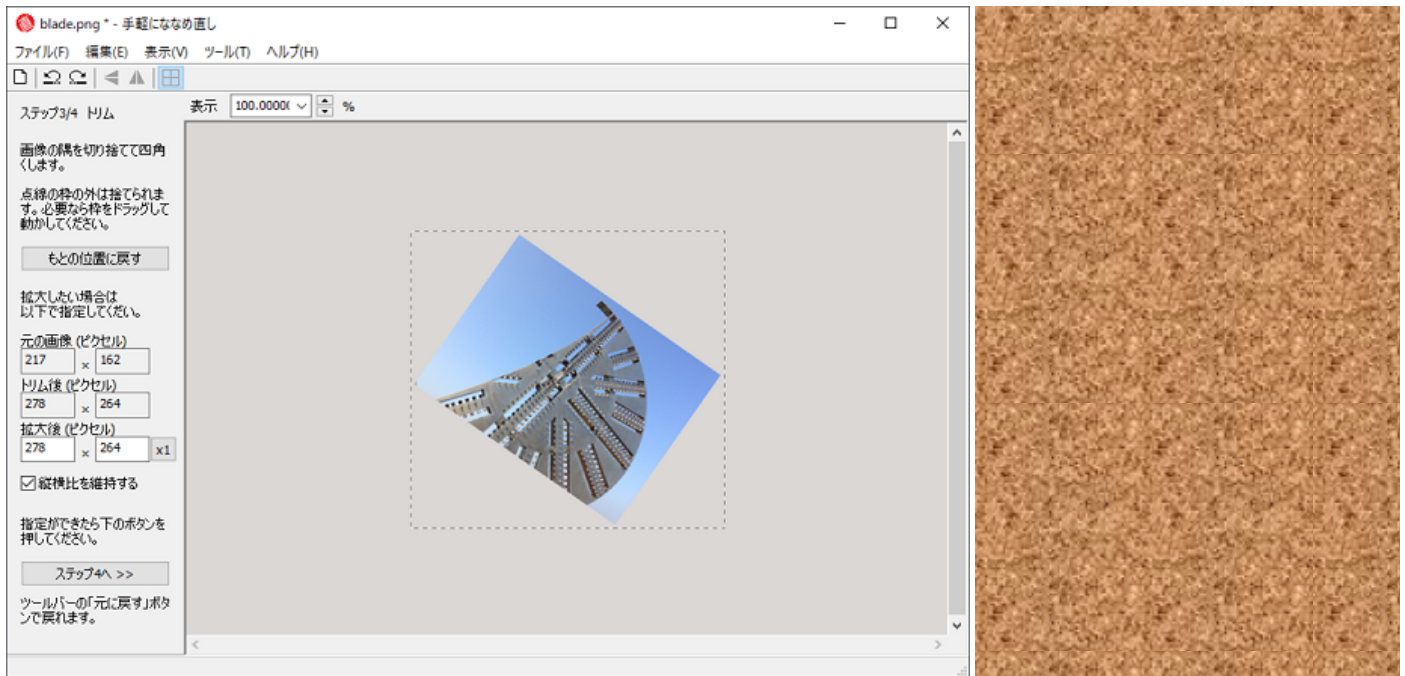 blade.png * - 手軽にななめ直し
ファイル(F) 編集(E) 表示(V) ツール(T) ヘルプ(H)
ステップ3/4 トリム
表示 100.0000( %
画像の隅を切り捨てて四角
くします。
点線の枠の外は捨てられま
す。必要なら枠をドラッグして
動かしてください。
もとの位置に戻す
拡大したい場合は
以下で指定してくだい。
元の画像 (ピクセル)
217 x 162
トリム後 (ピクセル)
278 x 264
拡大後 (ピクセル)
278 x 264 x1
縦横比を維持する
指定ができたら下のボタンを
押してください。
ステップ4へ >>
ツールバーの「元に戻す」ボタ
ンで戻れます。